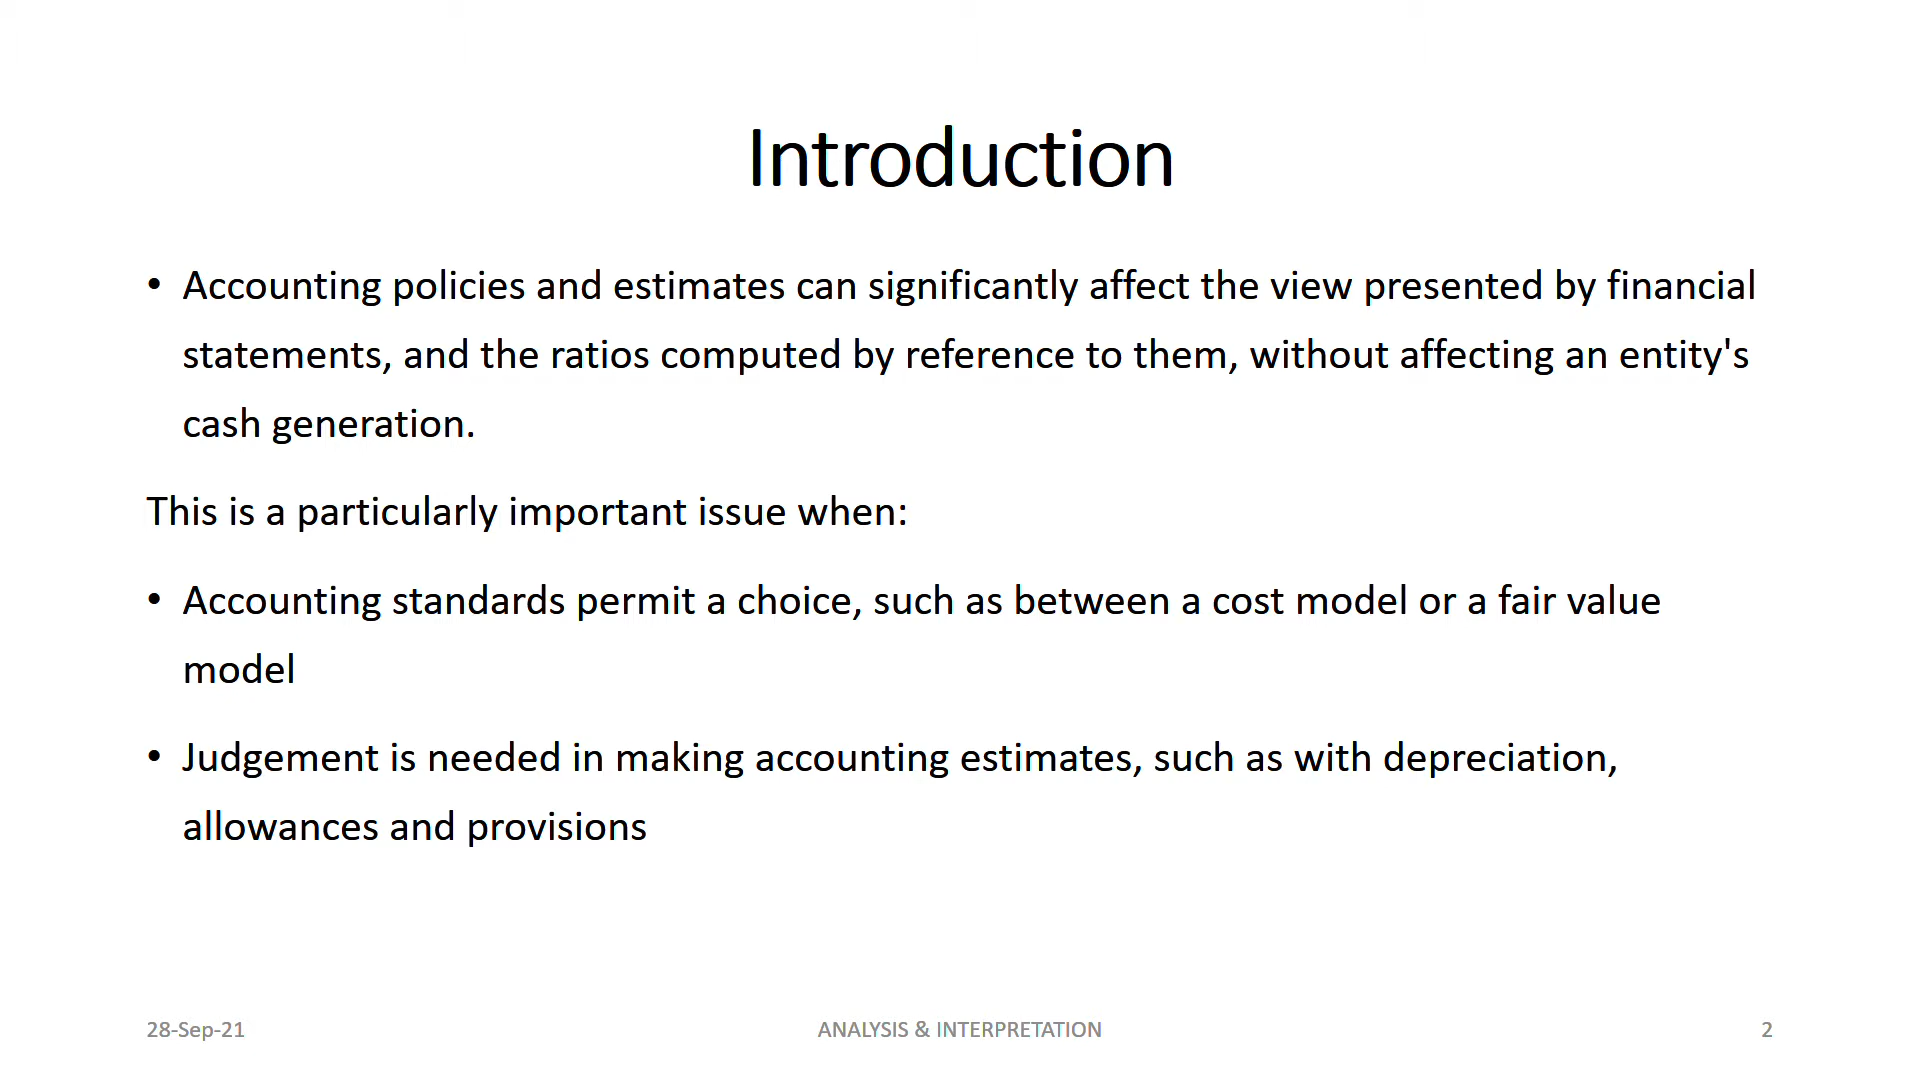 Introduction
• Accounting policies and estimates can significantly affect the view presented by financial
statements, and the ratios computed by reference to them, without affecting an entity's
cash generation.
This is a particularly important issue when:
• Accounting standards permit a choice, such as between a cost model or a fair value
model
• Judgement is needed in making accounting estimates, such as with depreciation,
allowances and provisions
28-Sep-21
ANALYSIS & INTERPRETATION
2